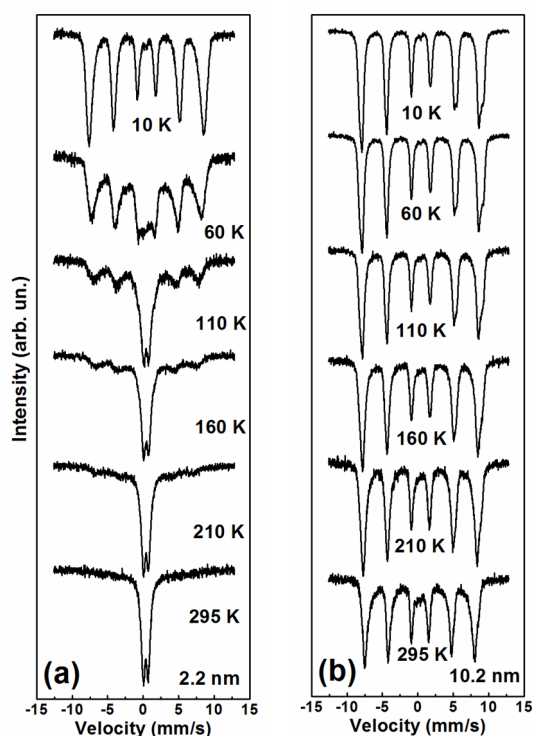 Intensity (arb. un.)
10 K
60 K
110 K
160 K
210 K
295 K
(a)
2.2 nm
-15 -10 -5 0 5 10 15
Velocity (mm/s)
10 K
60 K
110 K
160 K
210 K
295 K
(b)
10.2 nm
-15 -10 -5 0 5 10 15
Velocity (mm/s)